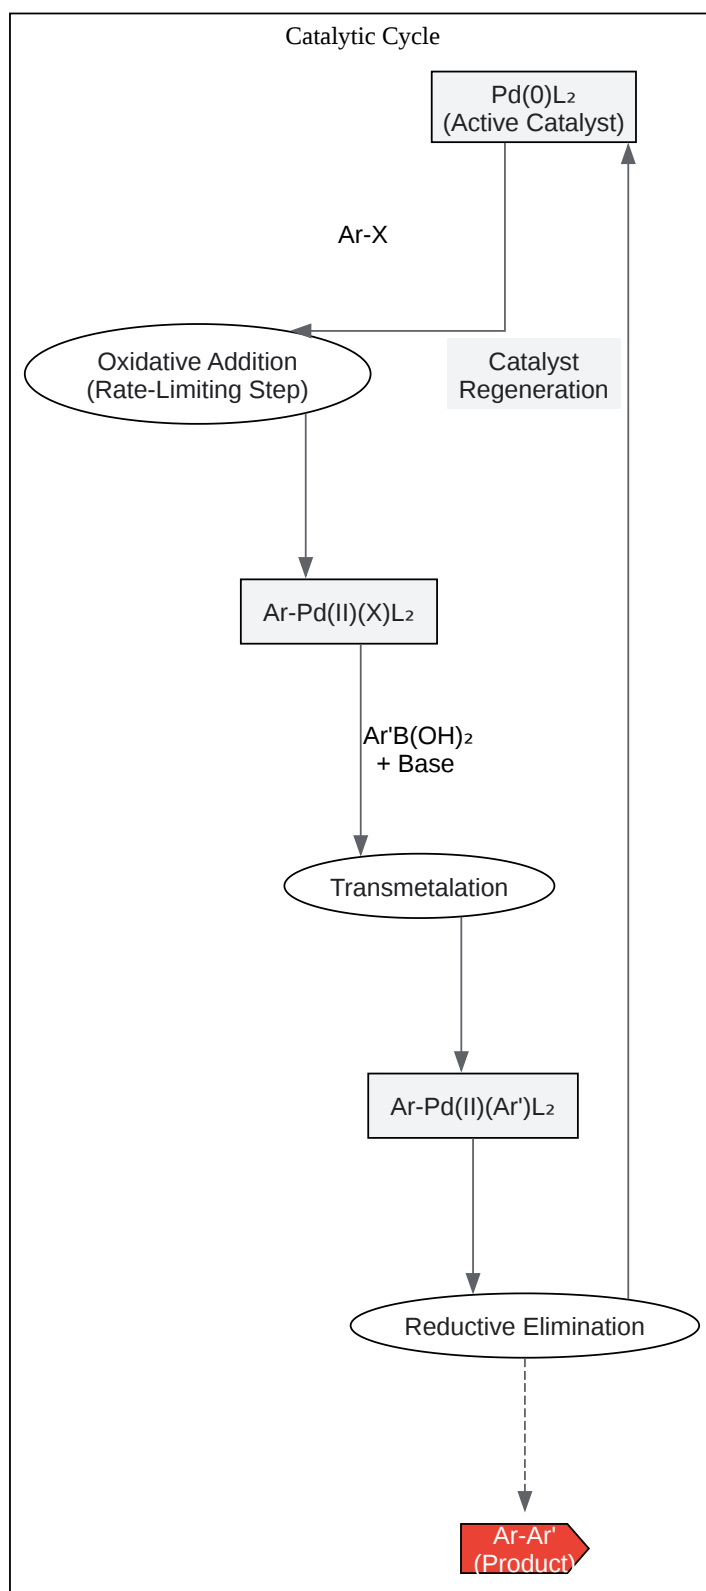 Catalytic Cycle
Pd(0)L₂
(Active Catalyst)
Ar-X
Oxidative Addition
(Rate-Limiting Step)
Catalyst
Regeneration
Ar-Pd(II)(X)L₂
Ar'B(OH)₂
+ Base
Transmetalation
Ar-Pd(II)(Ar')L₂
Reductive Elimination
Ar-Ar'
(Product)